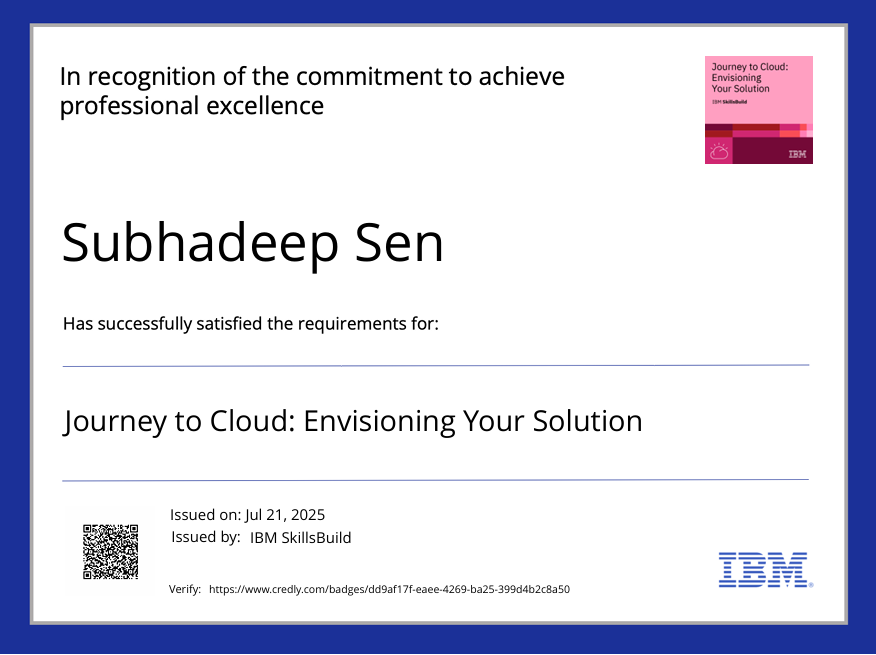 In recognition of the commitment to achieve
professional excellence
Journey to Cloud:
Envisioning
Your Solution
IBM SkillsBuild
IBM
Subhadeep Sen
Has successfully satisfied the requirements for:
Journey to Cloud: Envisioning Your Solution
Issued on: Jul 21, 2025
Issued by: IBM SkillsBuild
Verify: https://www.credly.com/badges/dd9af17f-eaee-4269-ba25-399d4b2c8a50
IBM®